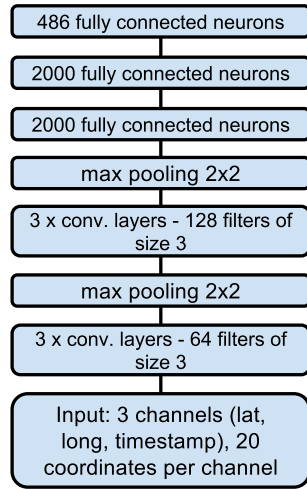 486 fully connected neurons
2000 fully connected neurons
2000 fully connected neurons
max pooling 2x2
3 x conv. layers - 128 filters of
size 3
max pooling 2x2
3 x conv. layers - 64 filters of
size 3
Input: 3 channels (lat,
long, timestamp), 20
coordinates per channel